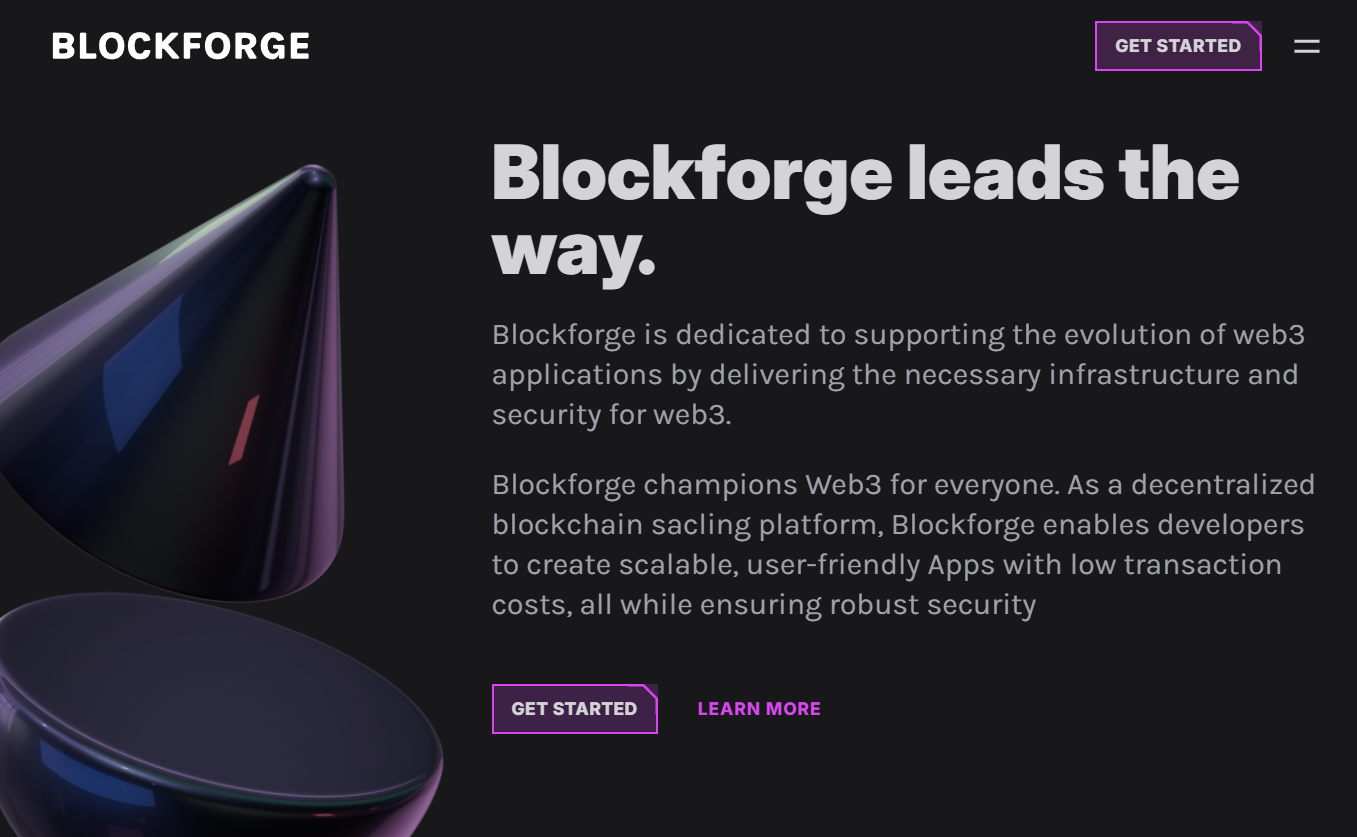 BLOCKFORGE
GET STARTED
Blockforge leads the
way.
Blockforge is dedicated to supporting the evolution of web3
applications by delivering the necessary infrastructure and
security for web3.
Blockforge champions Web3 for everyone. As a decentralized
blockchain sacling platform, Blockforge enables developers
to create scalable, user-friendly Apps with low transaction
costs, all while ensuring robust security
GET STARTED
LEARN MORE